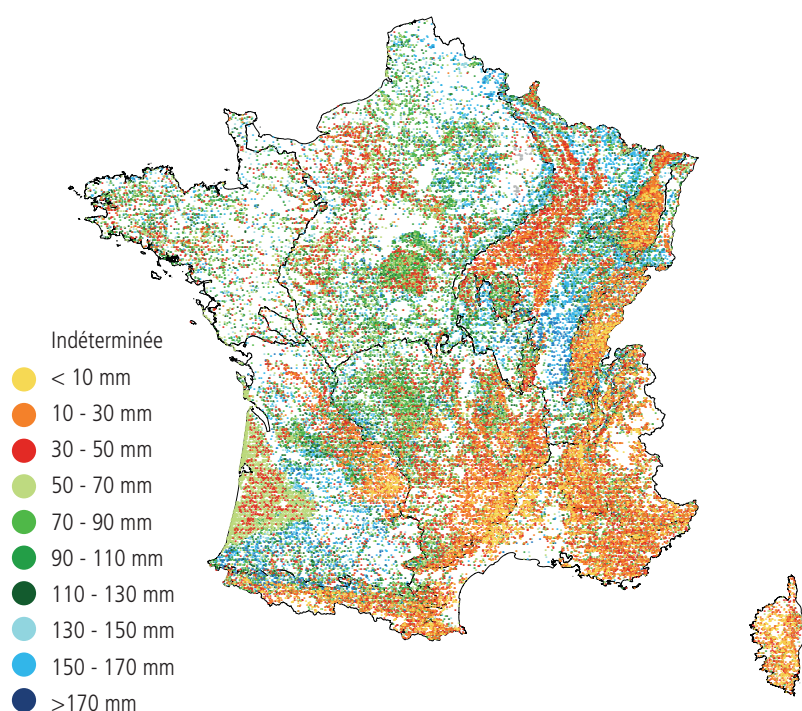 Indéterminée
< 10 mm
10 - 30 mm
30 - 50 mm
50 - 70 mm
70 - 90 mm
90 - 110 mm
110 - 130 mm
130 - 150 mm
150 - 170 mm
>170 mm